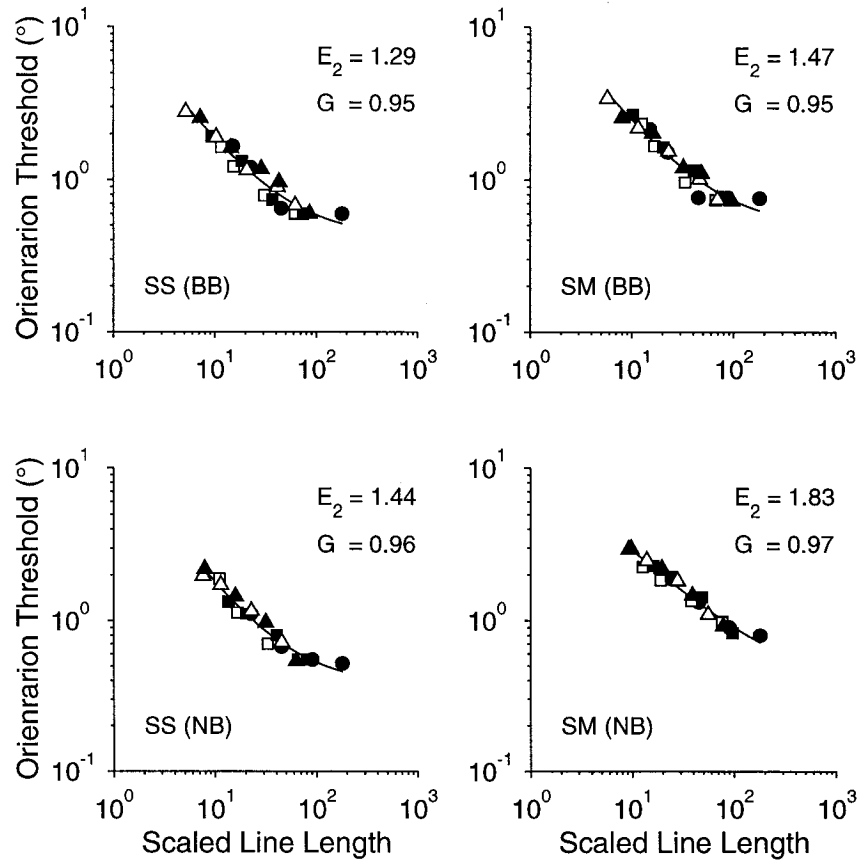 Orienrarion Threshold (°)
10^1
10^0
10^-1
E_2 = 1.29
G = 0.95
SS (BB)
10^0 10^1 10^2 10^3
10^1
10^0
10^-1
E_2 = 1.47
G = 0.95
SM (BB)
10^0 10^1 10^2 10^3
Orienrarion Threshold (°)
10^1
10^0
10^-1
E_2 = 1.44
G = 0.96
SS (NB)
10^0 10^1 10^2 10^3
Scaled Line Length
10^1
10^0
10^-1
E_2 = 1.83
G = 0.97
SM (NB)
10^0 10^1 10^2 10^3
Scaled Line Length